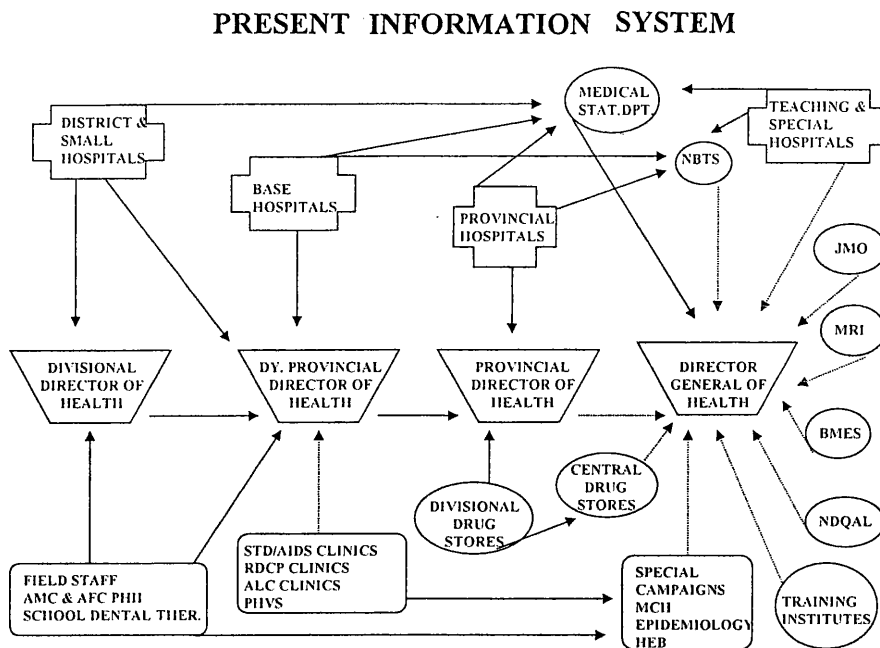 PRESENT INFORMATION SYSTEM
MEDICAL
STAT. DPT.
TEACHING &
SPECIAL
HOSPITALS
DISTRICT &
SMALL
HOSPITALS
NBTS
BASE
HOSPITALS
PROVINCIAL
HOSPITALS
JMO
MRI
DIVISIONAL
DIRECTOR OF
HEALTH
DY. PROVINCIAL
DIRECTOR OF
HEALTH
PROVINCIAL
DIRECTOR OF
HEALTH
DIRECTOR
GENERAL OF
HEALTH
BMES
CENTRAL
DRUG
STORES
DIVISIONAL
DRUG
STORES
NDQAL
STD/AIDS CLINICS
RDCP CLINICS
ALC CLINICS
PHVS
FIELD STAFF
AMC & AFC PHII
SCHOOL DENTAL THER.
SPECIAL
CAMPAIGNS
MCH
EPIDEMIOLOGY
HEB
TRAINING
INSTITUTES